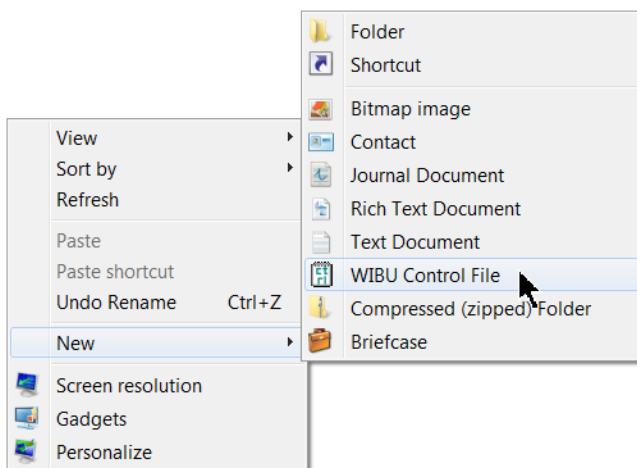 Folder
Shortcut
Bitmap image
Contact
Journal Document
Rich Text Document
Text Document
WIBU Control File
Compressed (zipped) Folder
Briefcase
View
Sort by
Refresh
Paste
Paste shortcut
Undo Rename Ctrl+Z
New
Screen resolution
Gadgets
Personalize